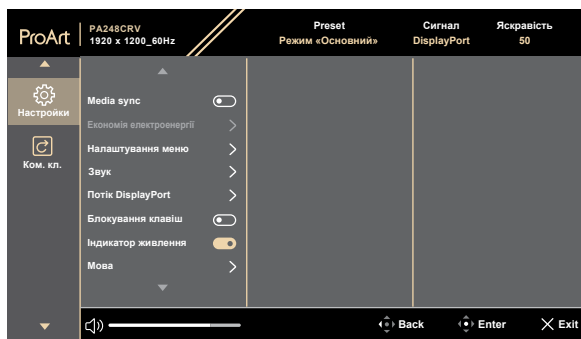 ProArt
PA248CRV
1920 x 1200_60Hz
Preset
Режим «Основний»
Сигнал
DisplayPort
Яскравість
50
Настройки
Ком. кл.
Media sync
Економія електроенергії
Налаштування меню
Звук
Потік DisplayPort
Блокування клавіш
Індикатор живлення
Мова
Back
Enter
Exit